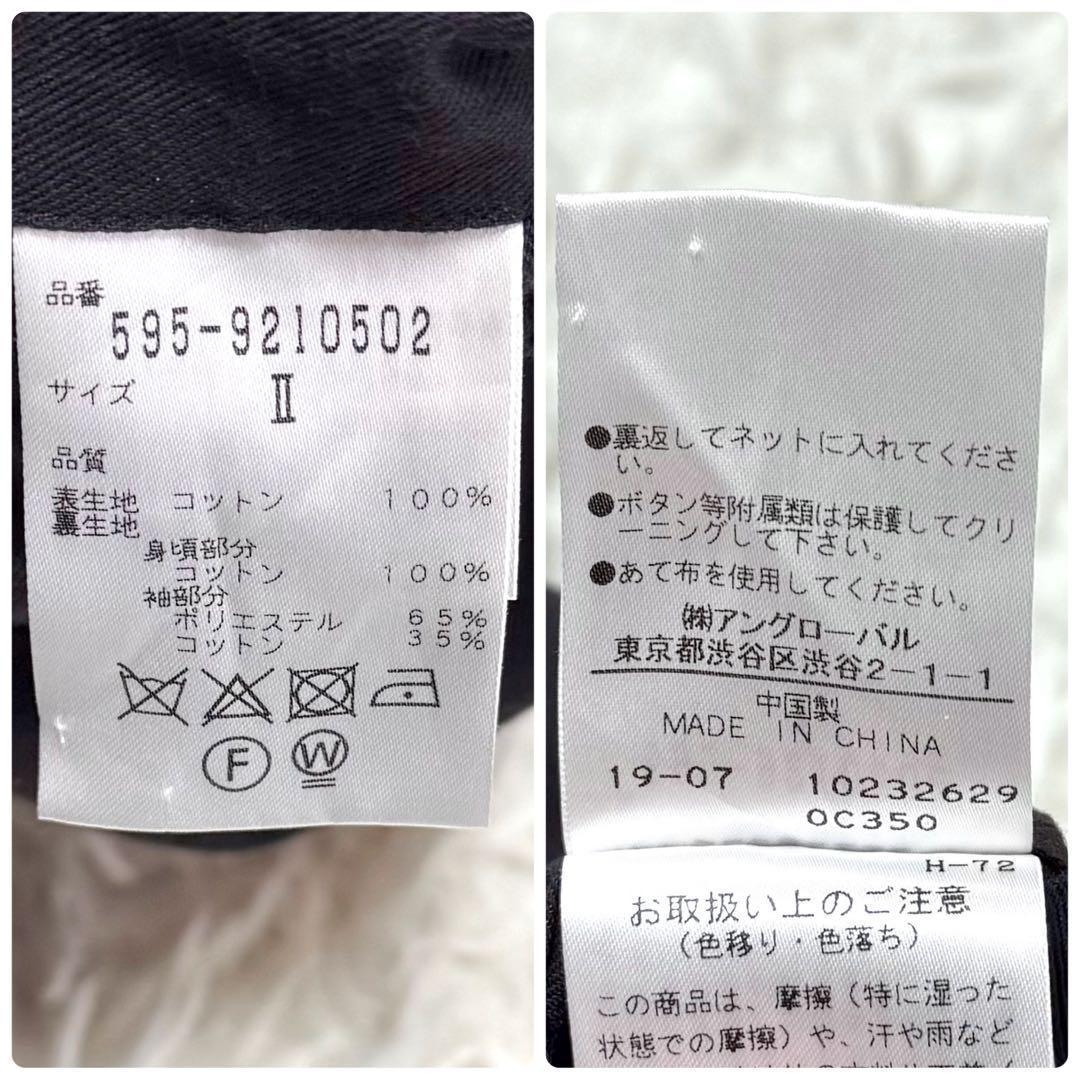 品番
595-9210502
サイズ
Ⅱ
品質
表生地 コットン 100%
裏生地
身頃部分
コットン 100%
袖部分
ポリエステル 65%
コットン 35%
F W
●裏返してネットに入れてくださ
い。
●ボタン等附属類は保護してクリ
ーニングして下さい。
●あて布を使用してください。
㈱アングローバル
東京都渋谷区渋谷2-1-1
中国製
MADE IN CHINA
19-07 10232629
0C350
H-72
お取扱い上のご注意
(色移り・色落ち)
この商品は、摩擦(特に湿った
状態での摩擦)や、汗や雨など